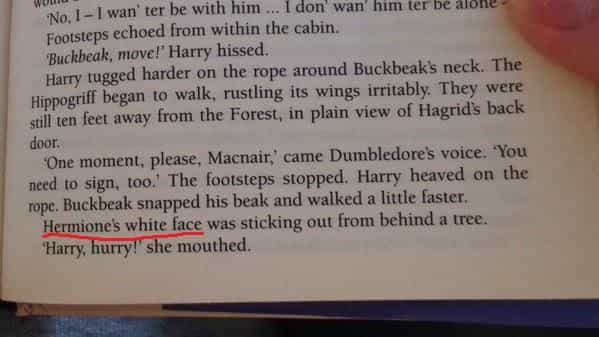 ‘No, I – I wan’ ter be with him ... I don’ wan’ him ter be alone
Footsteps echoed from within the cabin.
‘Buckbeak, move!’ Harry hissed.
Harry tugged harder on the rope around Buckbeak’s neck. The
Hippogriff began to walk, rustling its wings irritably. They were
still ten feet away from the Forest, in plain view of Hagrid’s back
door.
‘One moment, please, Macnair,’ came Dumbledore’s voice. ‘You
need to sign, too.’ The footsteps stopped. Harry heaved on the
rope. Buckbeak snapped his beak and walked a little faster.
Hermione’s white face was sticking out from behind a tree.
‘Harry, hurry!’ she mouthed.